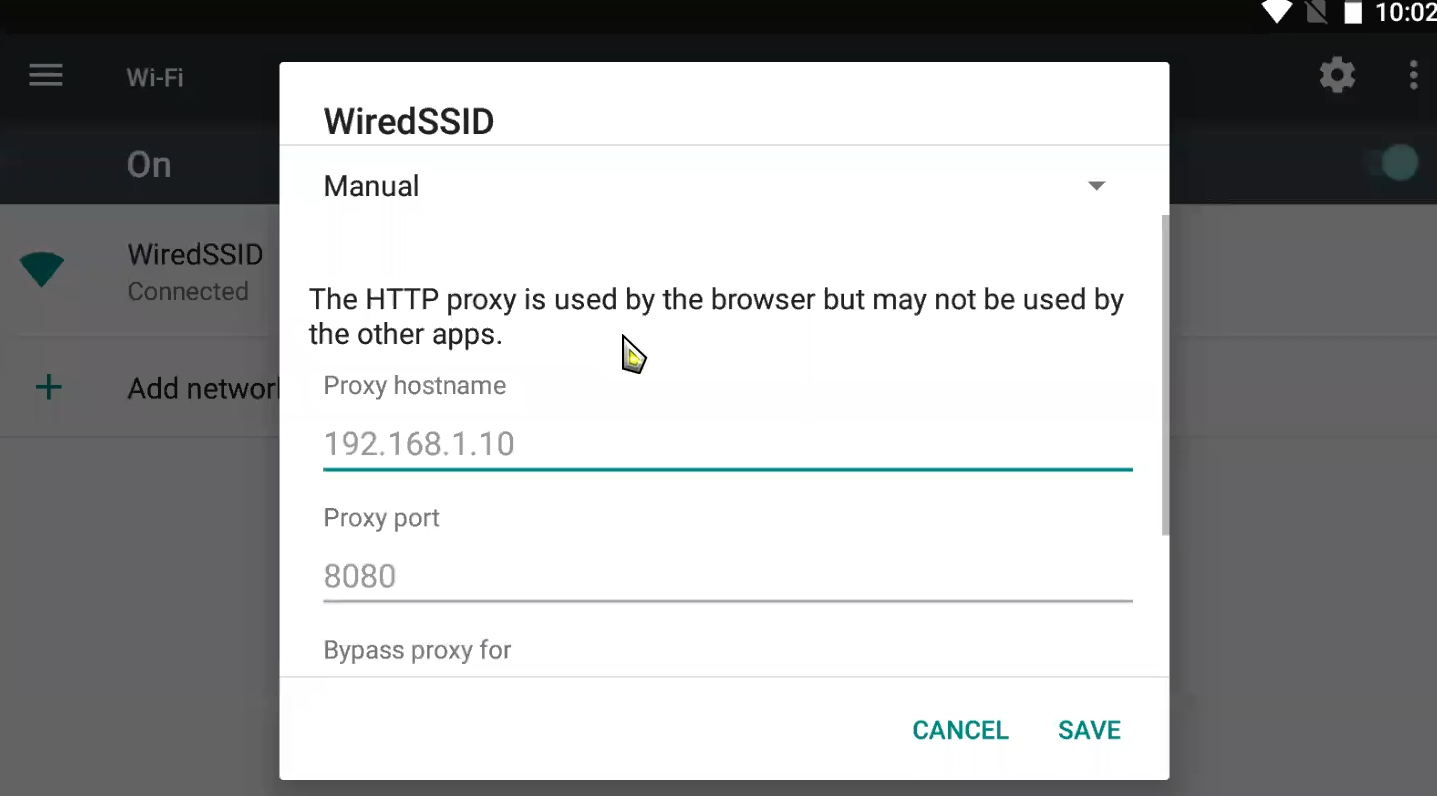 10:02
Wi-Fi
On
WiredSSID
Connected
Add network
WiredSSID
Manual
The HTTP proxy is used by the browser but may not be used by
the other apps.
Proxy hostname
192.168.1.10
Proxy port
8080
Bypass proxy for
CANCEL SAVE